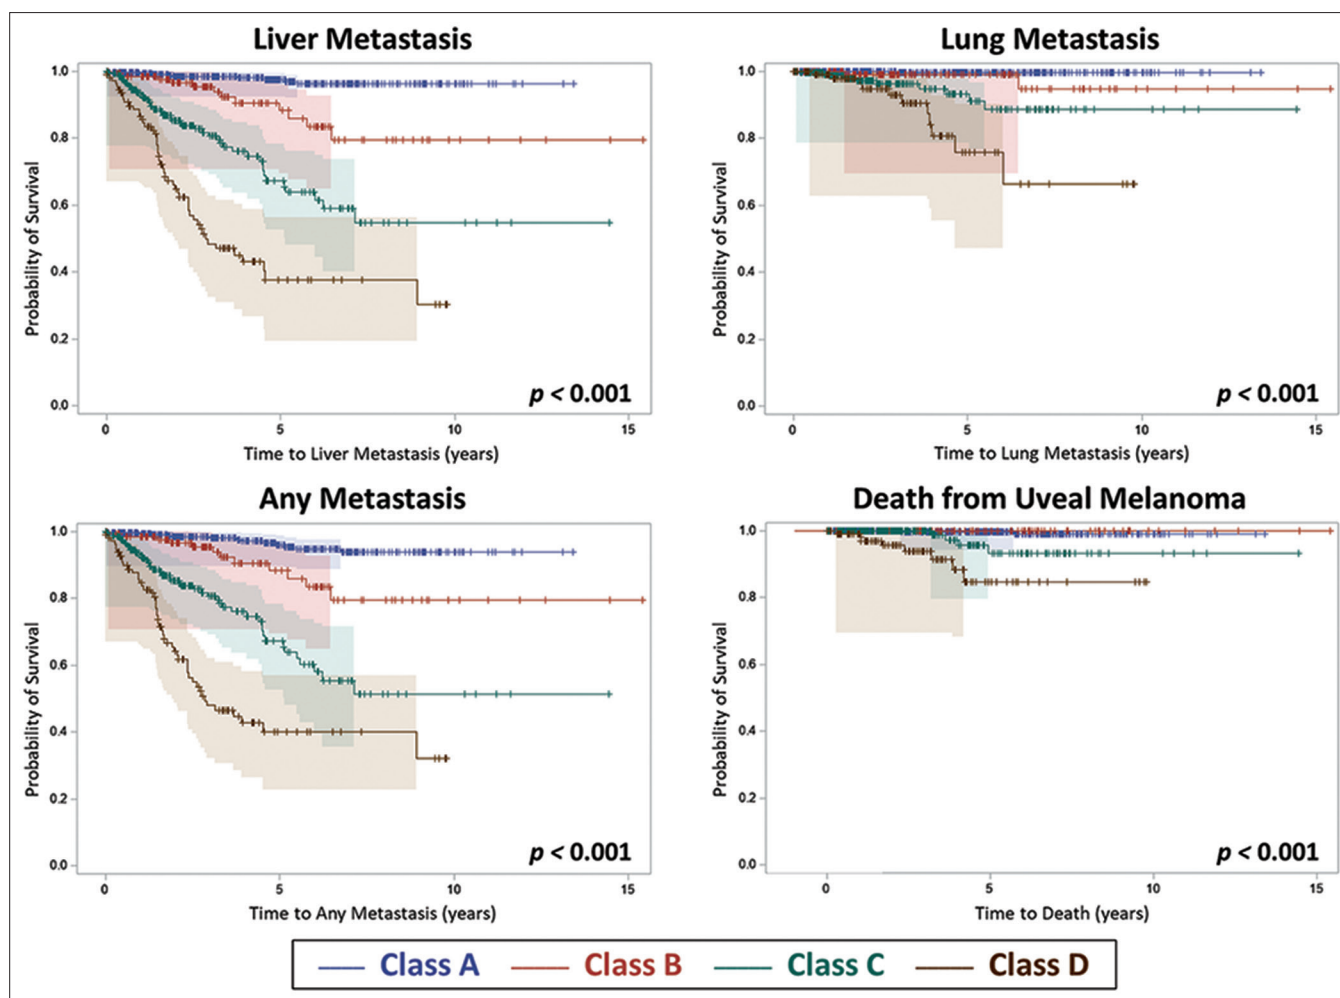 Liver Metastasis
Probability of Survival
1.0
0.8
0.6
0.4
0.2
0.0
p < 0.001
0 5 10 15
Time to Liver Metastasis (years)
Lung Metastasis
Probability of Survival
1.0
0.8
0.6
0.4
0.2
0.0
p < 0.001
0 5 10 15
Time to Lung Metastasis (years)
Any Metastasis
Probability of Survival
1.0
0.8
0.6
0.4
0.2
0.0
p < 0.001
0 5 10 15
Time to Any Metastasis (years)
Death from Uveal Melanoma
Probability of Survival
1.0
0.8
0.6
0.4
0.2
0.0
p < 0.001
0 5 10 15
Time to Death (years)
Class A Class B Class C Class D